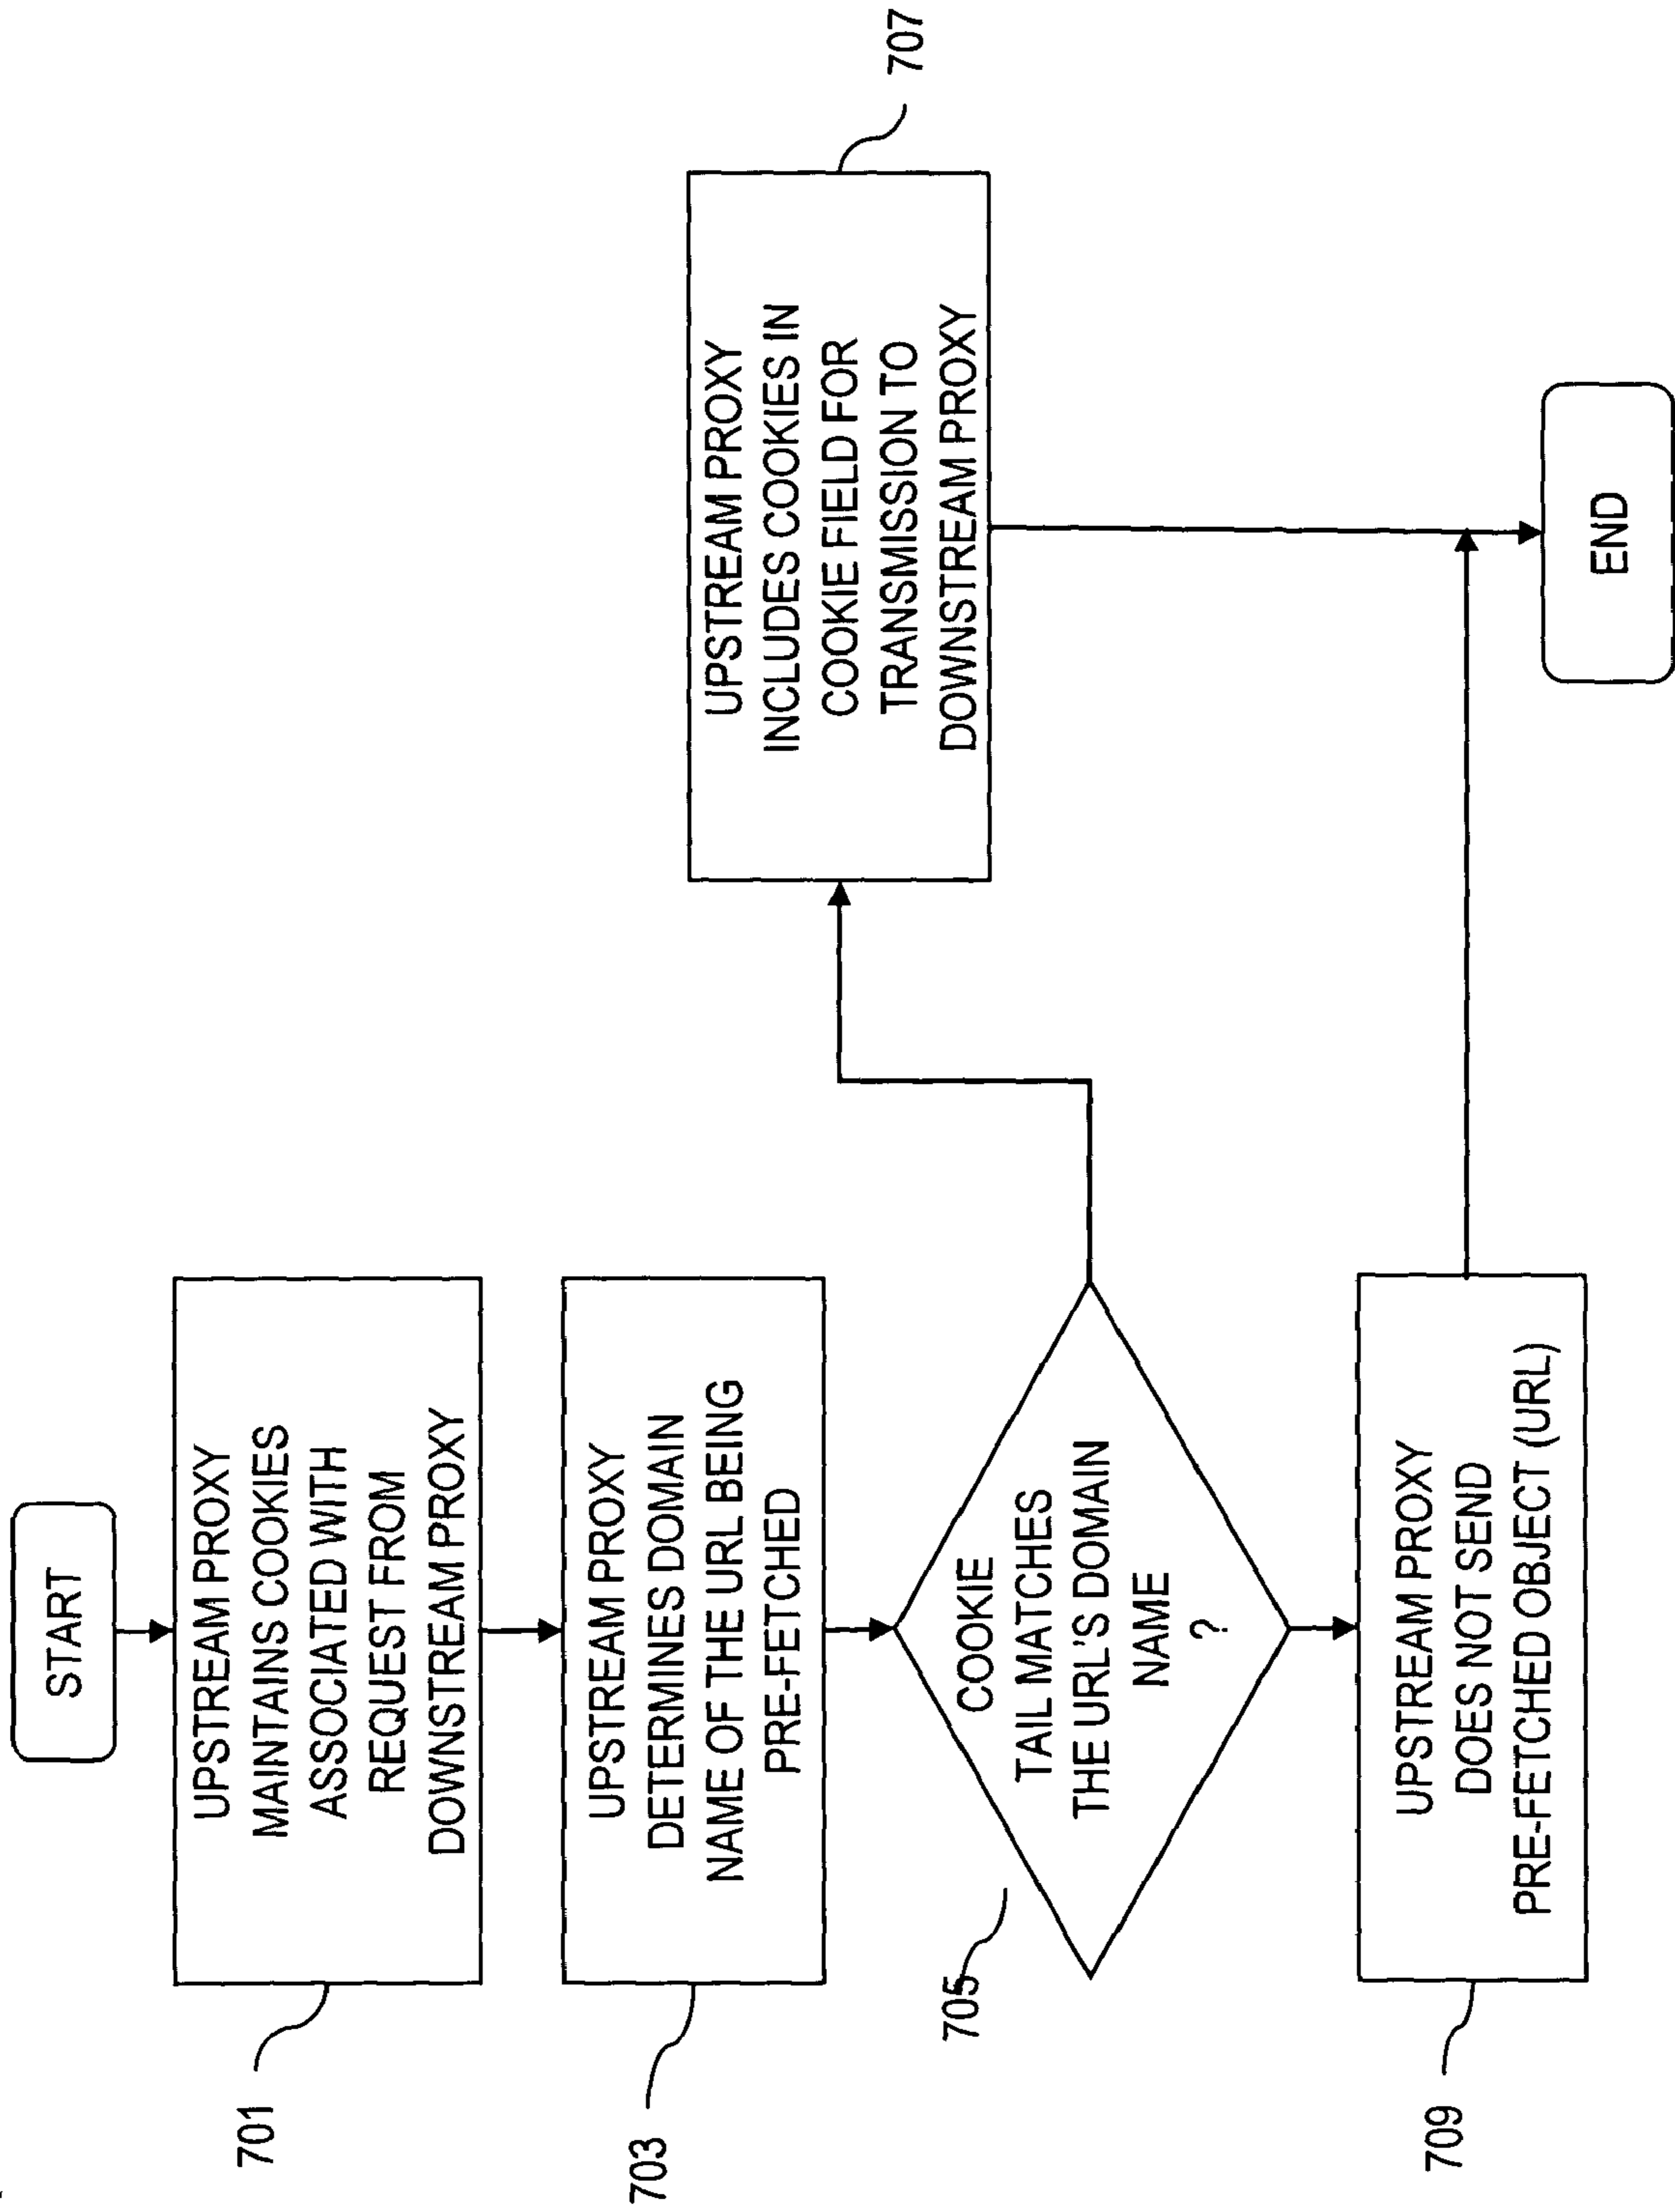 START
UPSTREAM PROXY
MAINTAINS COOKIES
ASSOCIATED WITH
REQUEST FROM
DOWNSTREAM PROXY
701
UPSTREAM PROXY
DETERMINES DOMAIN
NAME OF THE URL BEING
PRE-FETCHED
703
COOKIE
TAIL MATCHES
THE URL'S DOMAIN
NAME
?
705
UPSTREAM PROXY
INCLUDES COOKIES IN
COOKIE FIELD FOR
TRANSMISSION TO
DOWNSTREAM PROXY
707
UPSTREAM PROXY
DOES NOT SEND
PRE-FETCHED OBJECT (URL)
709
END